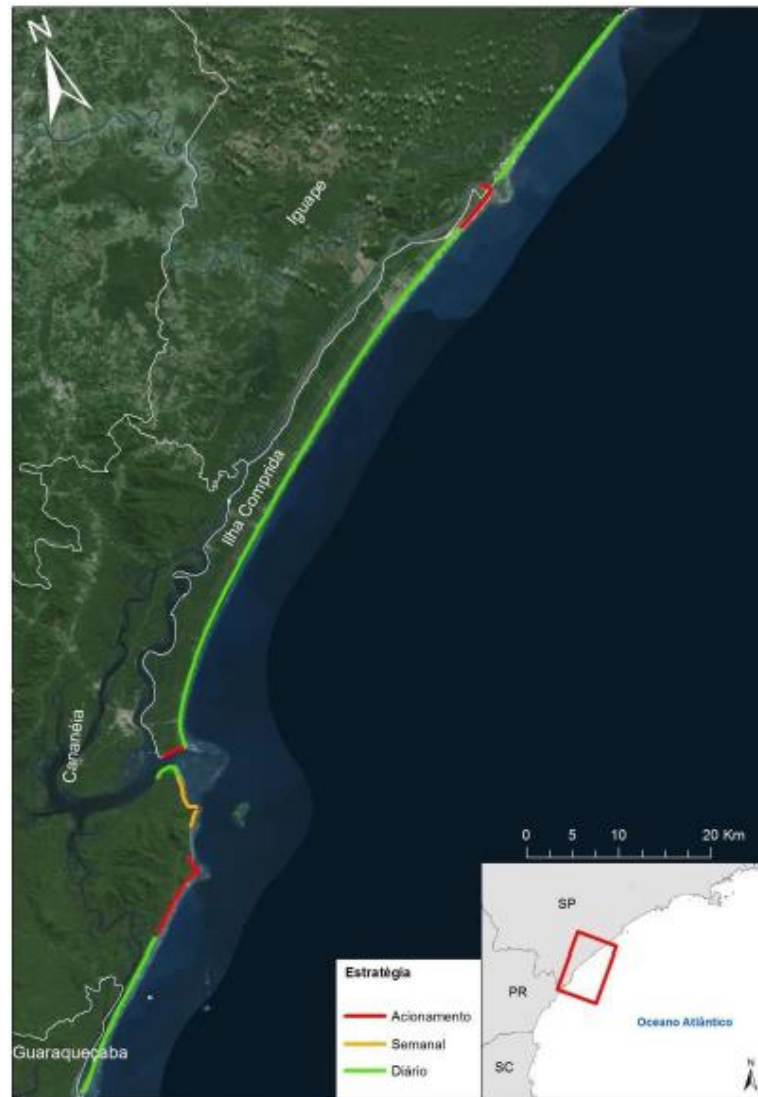 N
Iguape
Ilha Comprida
Cananéia
Guaraqueçaba
0 5 10 20 Km
SP
PR
SC
Oceano Atlântico
N
Estratégia
Acionamento
Semanal
Diário